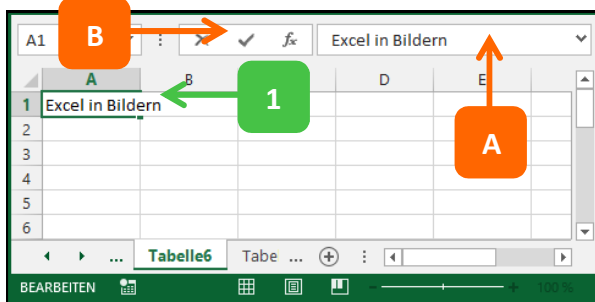 A1 B fx Excel in Bildern
A B D E
1 Excel in Bildern 1
2
3 A
4
5
6
... Tabelle6 Tabe ...
BEARBEITEN 100 %